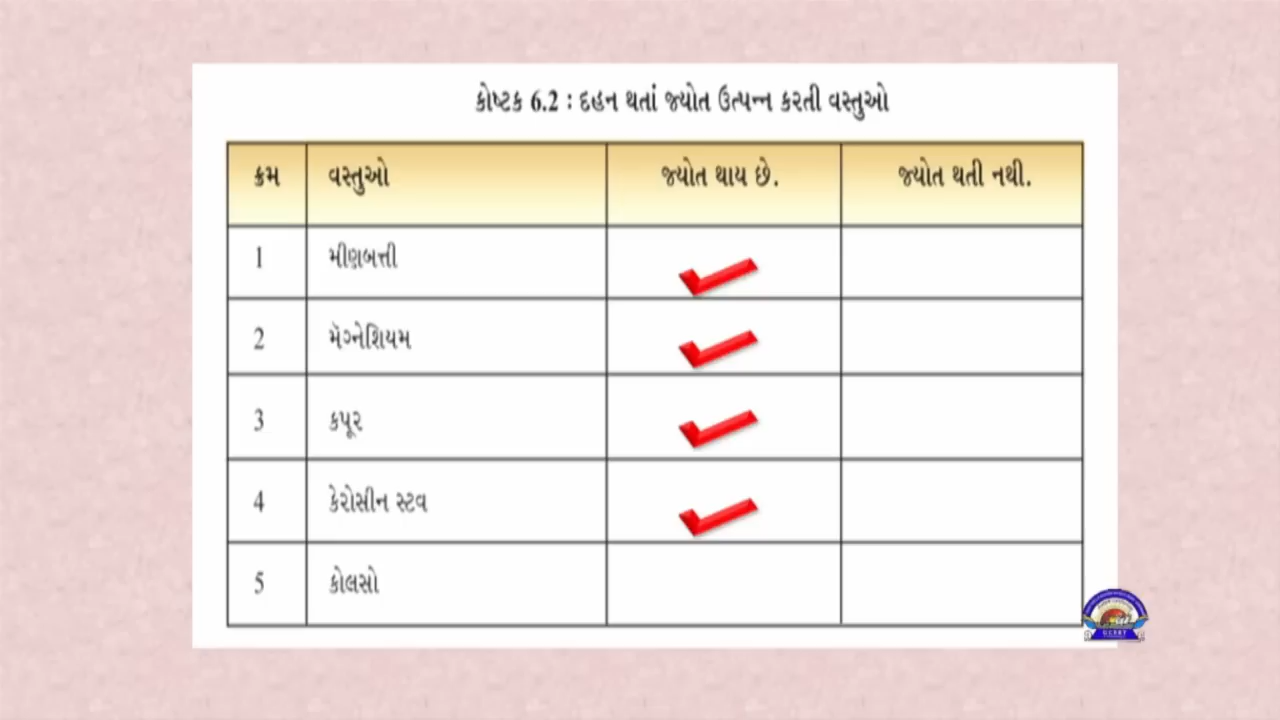 કોષ્ટક 6.2 : દહન થતાં જ્યોત ઉત્પન્ન કરતી વસ્તુઓ
ક્રમ વસ્તુઓ જ્યોત થાય છે. જ્યોત થતી નથી.
1 મીણબત્તી
2 મૅગ્નેશિયમ
3 કપૂર
4 કેરોસીન સ્ટવ
5 કોલસો